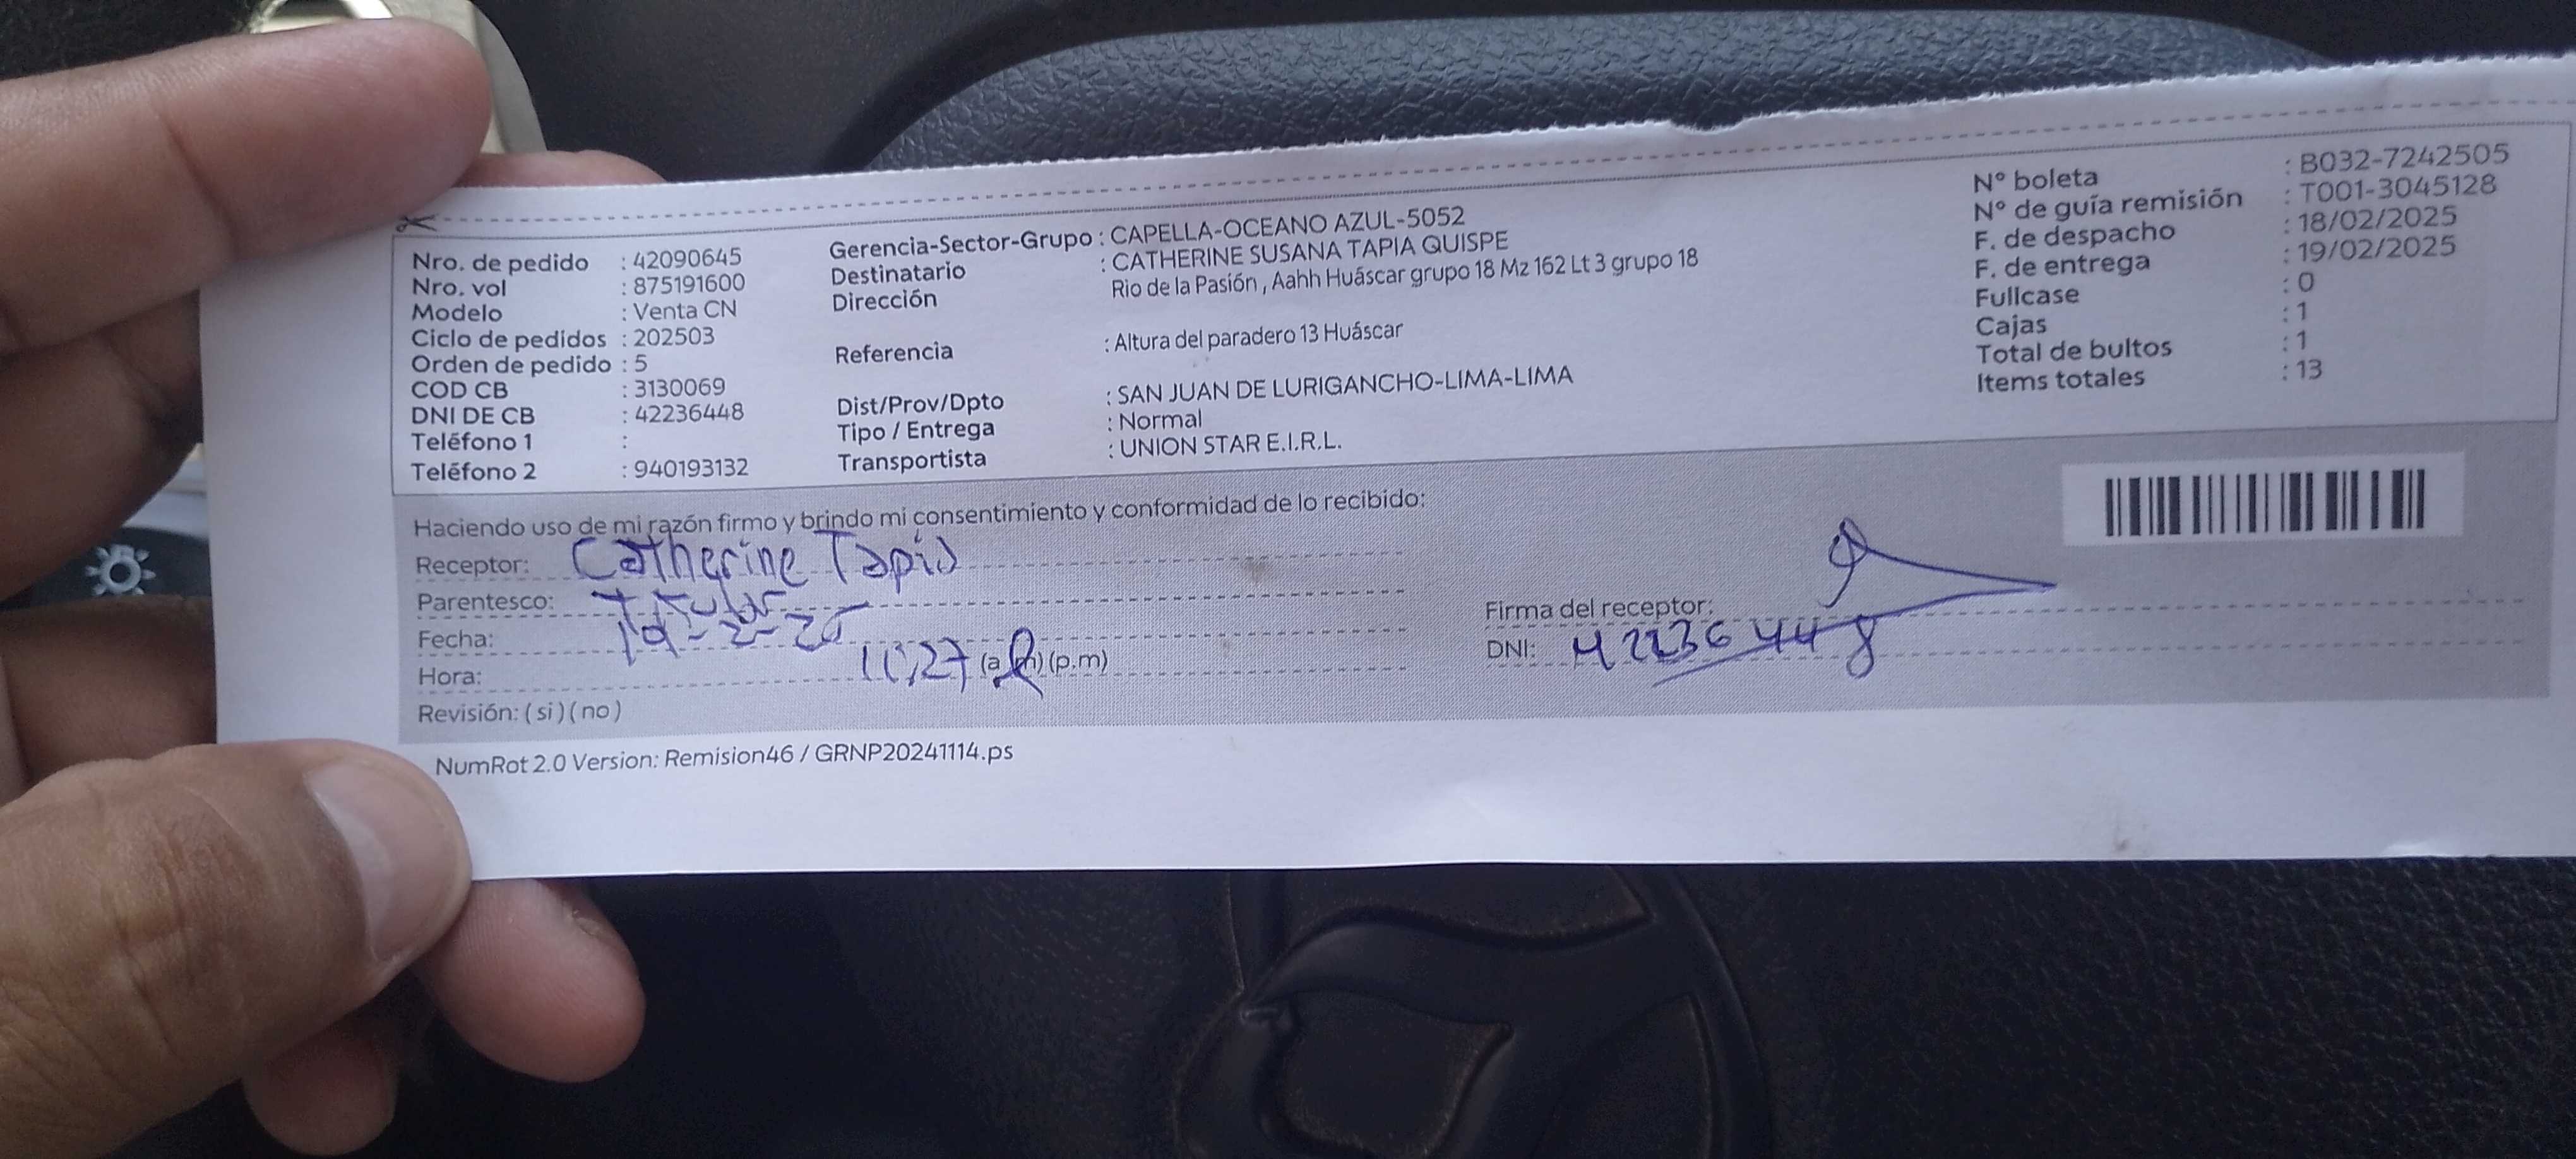 Nro. de pedido : 42090645
Nro. vol : 875191600
Modelo : Venta CN
Ciclo de pedidos : 202503
Orden de pedido : 5
COD CB : 3130069
DNI DE CB : 42236448
Teléfono 1 :
Teléfono 2 : 940193132
Gerencia-Sector-Grupo : CAPELLA-OCEANO AZUL-5052
Destinatario : CATHERINE SUSANA TAPIA QUISPE
Dirección Rio de la Pasión , Aahh Huáscar grupo 18 Mz 162 Lt 3 grupo 18
Referencia : Altura del paradero 13 Huáscar
Dist/Prov/Dpto : SAN JUAN DE LURIGANCHO-LIMA-LIMA
Tipo / Entrega : Normal
Transportista : UNION STAR E.I.R.L.
N° boleta : B032-7242505
N° de guía remisión : T001-3045128
F. de despacho : 18/02/2025
F. de entrega : 19/02/2025
Fullcase : 0
Cajas : 1
Total de bultos : 1
Items totales : 13
Haciendo uso de mi razón firmo y brindo mi consentimiento y conformidad de lo recibido:
Receptor: Catherine Tapia
Parentesco: Titular
Fecha: 19-2-25
Hora: 11:27 (a.m) (p.m)
Revisión: ( si ) ( no )
Firma del receptor:
DNI: 42236448
NumRot 2.0 Version: Remision46 / GRNP20241114.ps